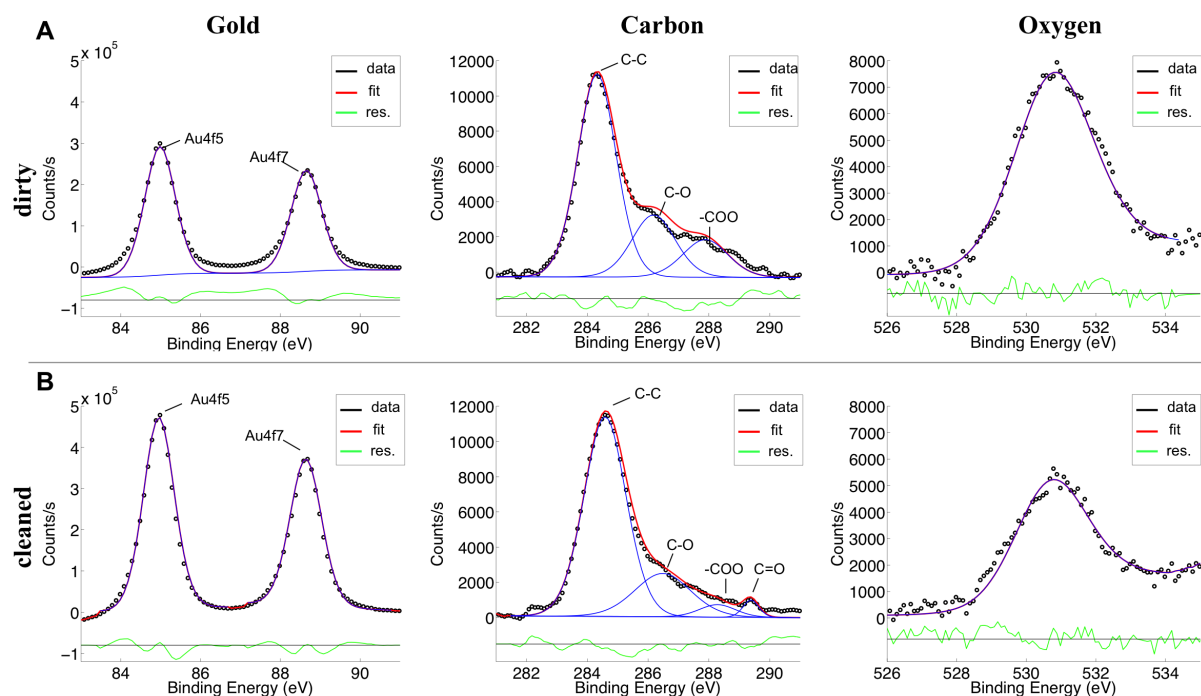 Gold
Carbon
Oxygen
A
dirty
x 10^5
5
4
3
2
1
0
−1
84
86
88
90
Binding Energy (eV)
Au4f5
Au4f7
data
fit
res.
Counts/s
12000
10000
8000
6000
4000
2000
0
282
284
286
288
290
Binding Energy (eV)
C-C
C-O
-COO
data
fit
res.
Counts/s
8000
7000
6000
5000
4000
3000
2000
1000
0
526
528
530
532
534
Binding Energy (eV)
data
fit
res.
B
cleaned
x 10^5
5
4
3
2
1
0
−1
84
86
88
90
Binding Energy (eV)
Au4f5
Au4f7
data
fit
res.
Counts/s
12000
10000
8000
6000
4000
2000
0
282
284
286
288
290
Binding Energy (eV)
C-C
C-O
-COO
C=O
data
fit
res.
Counts/s
8000
7000
6000
5000
4000
3000
2000
1000
0
526
528
530
532
534
Binding Energy (eV)
data
fit
res.